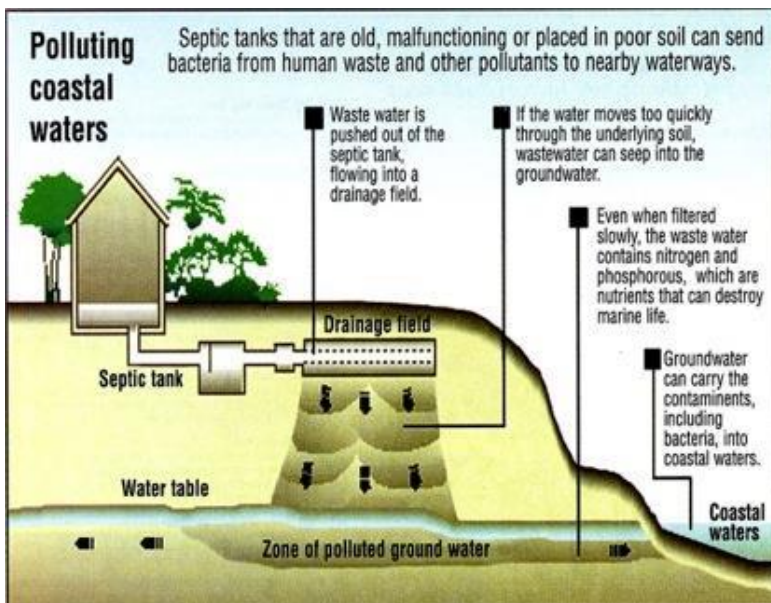 Polluting
coastal
waters
Septic tanks that are old, malfunctioning or placed in poor soil can send
bacteria from human waste and other pollutants to nearby waterways.
Waste water is
pushed out of the
septic tank,
flowing into a
drainage field.
If the water moves too quickly
through the underlying soil,
wastewater can seep into the
groundwater.
Even when filtered
slowly, the waste water
contains nitrogen and
phosphorous, which are
nutrients that can destroy
marine life.
Groundwater
can carry the
contaminents,
including
bacteria, into
coastal waters.
Drainage field
Septic tank
Water table
Coastal
waters
Zone of polluted ground water